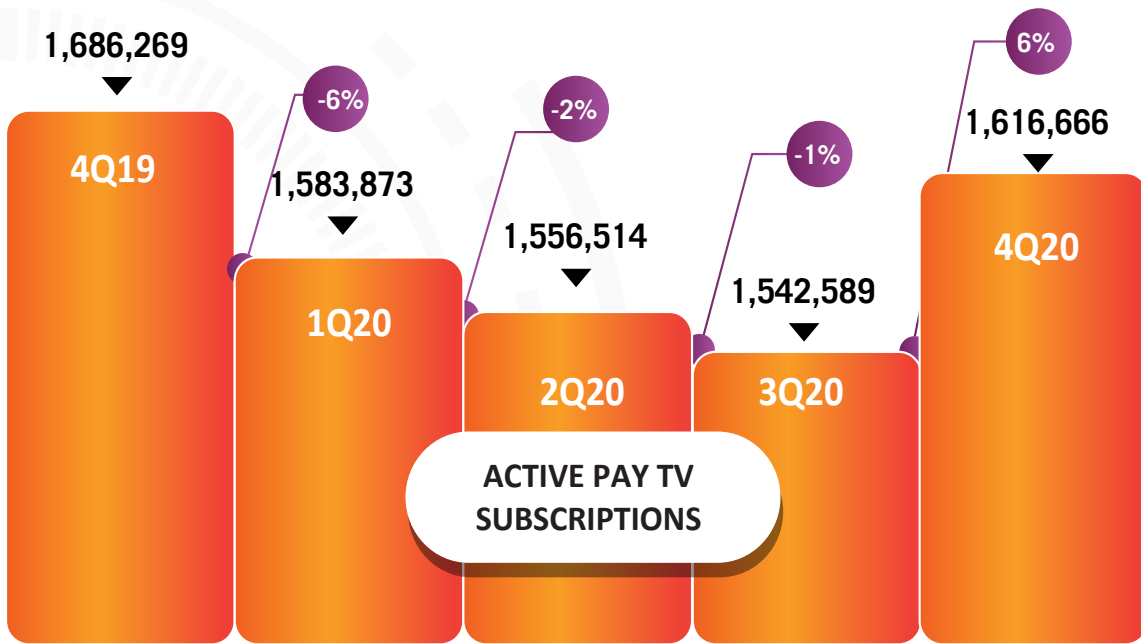 1,686,269
4Q19
-6%
1,583,873
1Q20
-2%
1,556,514
2Q20
-1%
1,542,589
3Q20
6%
1,616,666
4Q20
ACTIVE PAY TV
SUBSCRIPTIONS